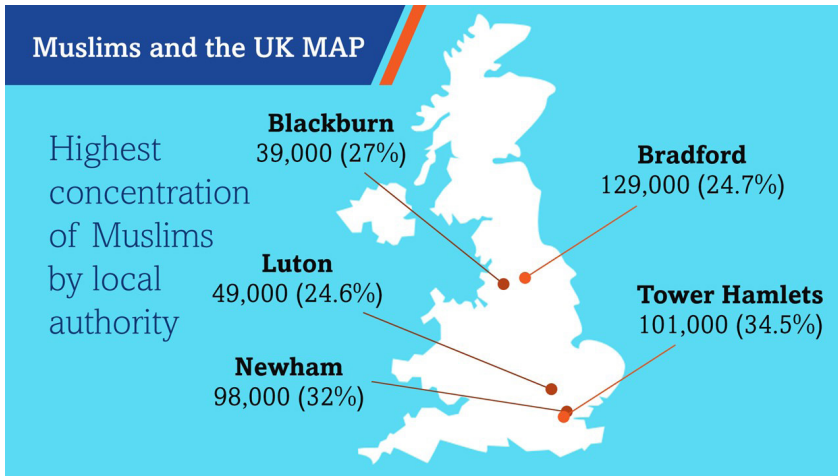 Muslims and the UK MAP
Highest
concentration
of Muslims
by local
authority
Blackburn
39,000 (27%)
Bradford
129,000 (24.7%)
Luton
49,000 (24.6%)
Tower Hamlets
101,000 (34.5%)
Newham
98,000 (32%)